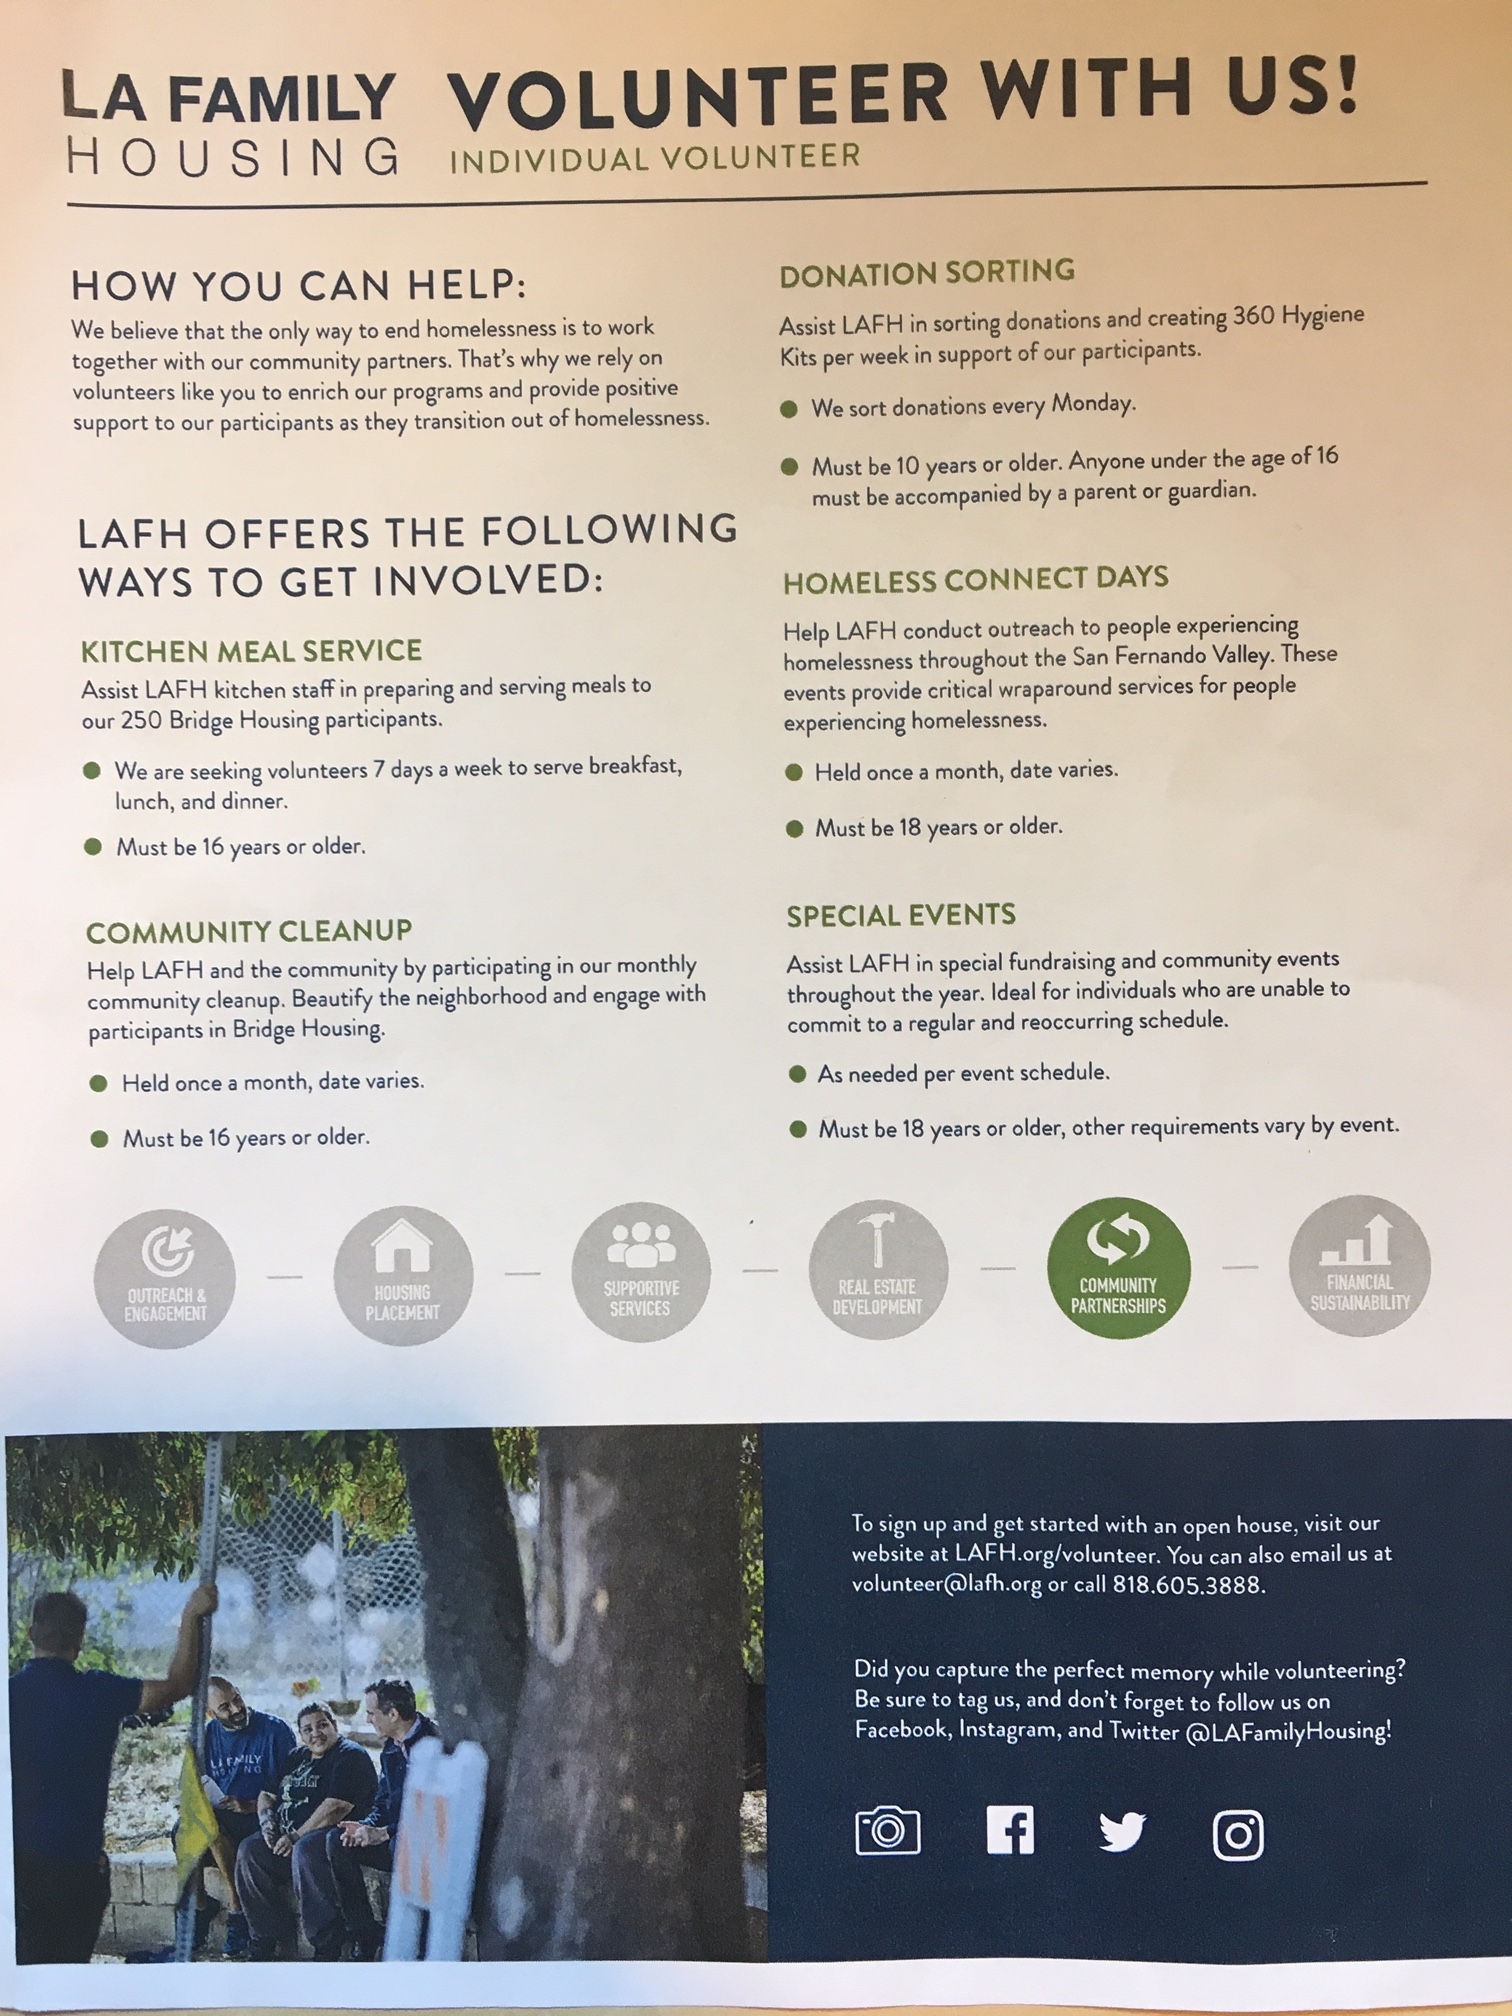 LA FAMILY
HOUSING
VOLUNTEER WITH US!
INDIVIDUAL VOLUNTEER
HOW YOU CAN HELP:
We believe that the only way to end homelessness is to work
together with our community partners. That's why we rely on
volunteers like you to enrich our programs and provide positive
support to our participants as they transition out of homelessness.
LAFH OFFERS THE FOLLOWING
WAYS TO GET INVOLVED:
KITCHEN MEAL SERVICE
Assist LAFH kitchen staff in preparing and serving meals to
our 250 Bridge Housing participants.
● We are seeking volunteers 7 days a week to serve breakfast,
lunch, and dinner.
● Must be 16 years or older.
COMMUNITY CLEANUP
Help LAFH and the community by participating in our monthly
community cleanup. Beautify the neighborhood and engage with
participants in Bridge Housing.
● Held once a month, date varies.
● Must be 16 years or older.
DONATION SORTING
Assist LAFH in sorting donations and creating 360 Hygiene
Kits per week in support of our participants.
● We sort donations every Monday.
● Must be 10 years or older. Anyone under the age of 16
must be accompanied by a parent or guardian.
HOMELESS CONNECT DAYS
Help LAFH conduct outreach to people experiencing
homelessness throughout the San Fernando Valley. These
events provide critical wraparound services for people
experiencing homelessness.
● Held once a month, date varies.
● Must be 18 years or older.
SPECIAL EVENTS
Assist LAFH in special fundraising and community events
throughout the year. Ideal for individuals who are unable to
commit to a regular and reoccurring schedule.
● As needed per event schedule.
● Must be 18 years or older, other requirements vary by event.
OUTREACH &
ENGAGEMENT
HOUSING
PLACEMENT
SUPPORTIVE
SERVICES
REAL ESTATE
DEVELOPMENT
COMMUNITY
PARTNERSHIPS
FINANCIAL
SUSTAINABILITY
LA FAMILY
HOUSING
To sign up and get started with an open house, visit our
website at LAFH.org/volunteer. You can also email us at
volunteer@lafh.org or call 818.605.3888.
Did you capture the perfect memory while volunteering?
Be sure to tag us, and don't forget to follow us on
Facebook, Instagram, and Twitter @LAFamilyHousing!